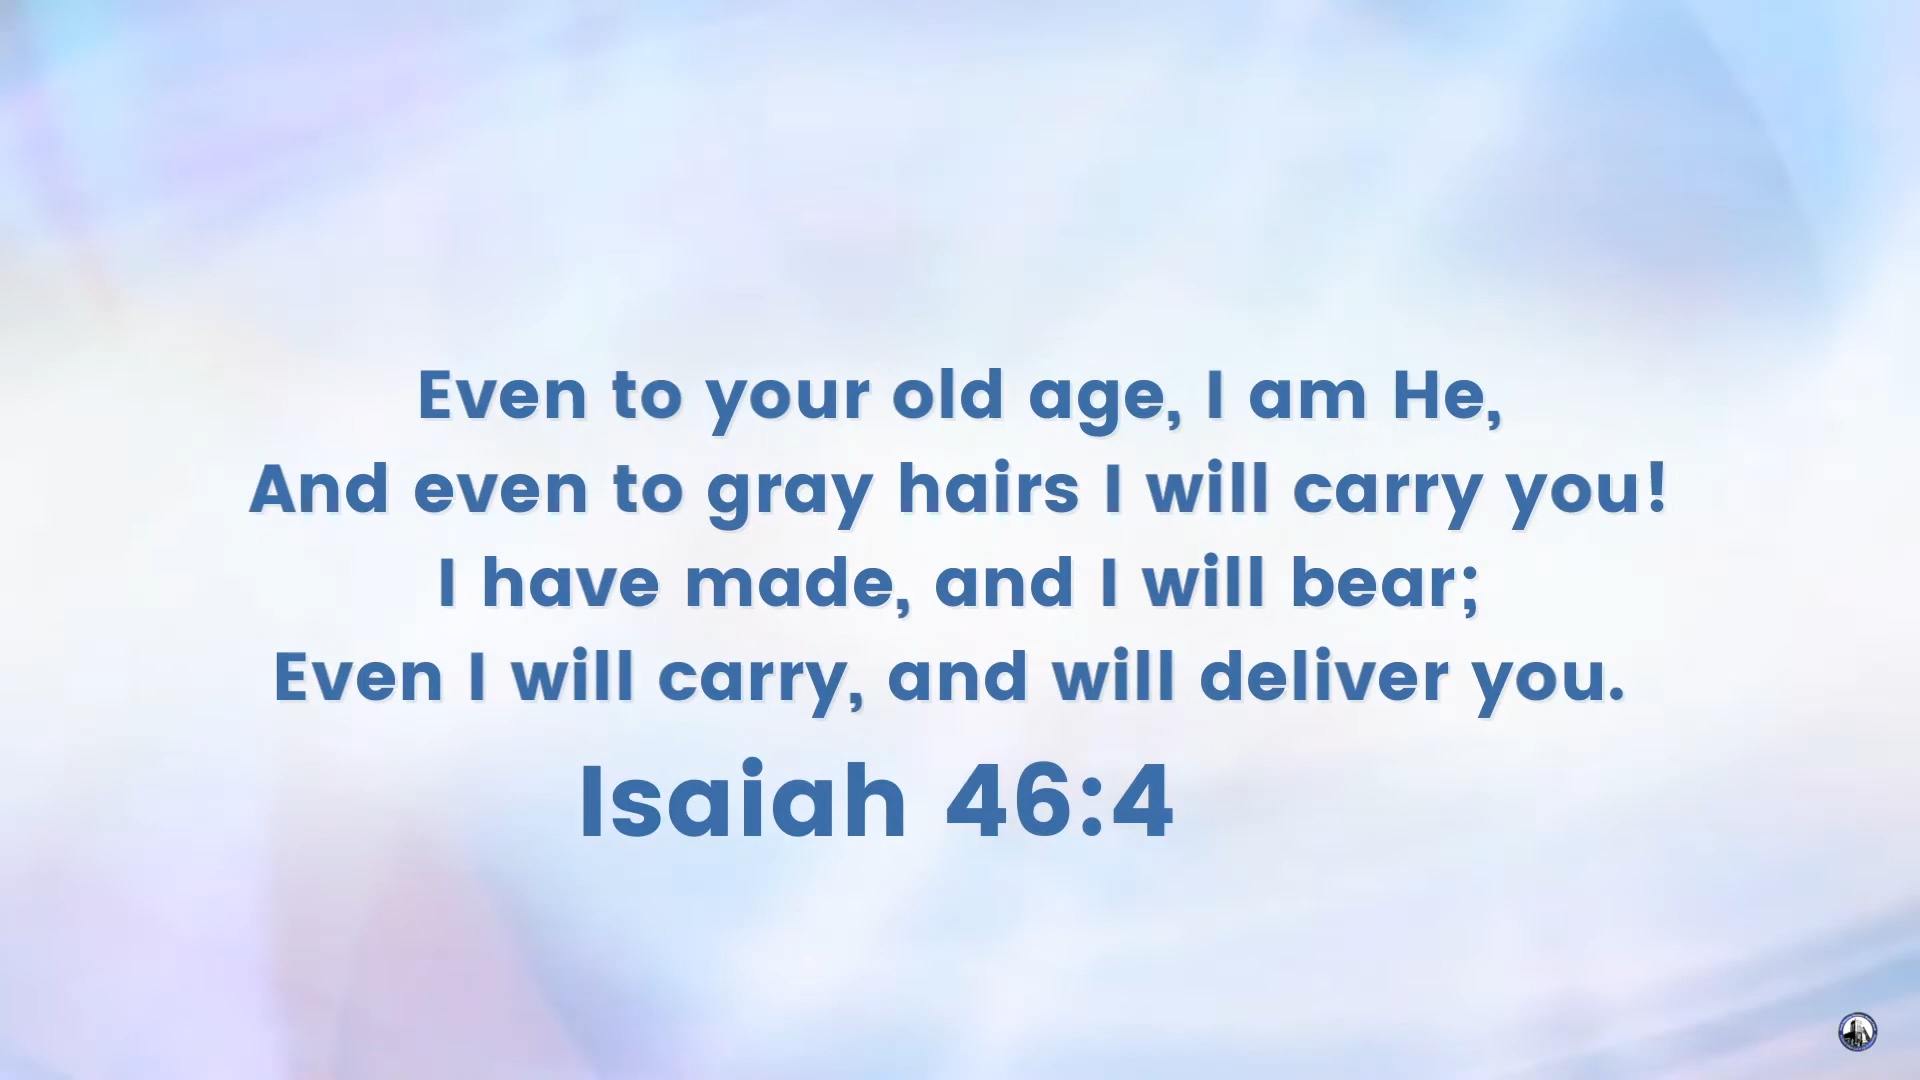 Even to your old age, I am He,
And even to gray hairs I will carry you!
I have made, and I will bear;
Even I will carry, and will deliver you.
Isaiah 46:4